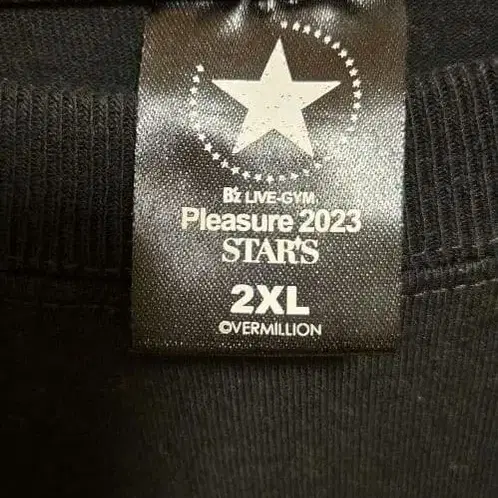 B'z LIVE-GYM
Pleasure 2023
STAR'S
2XL
©VERMILLION